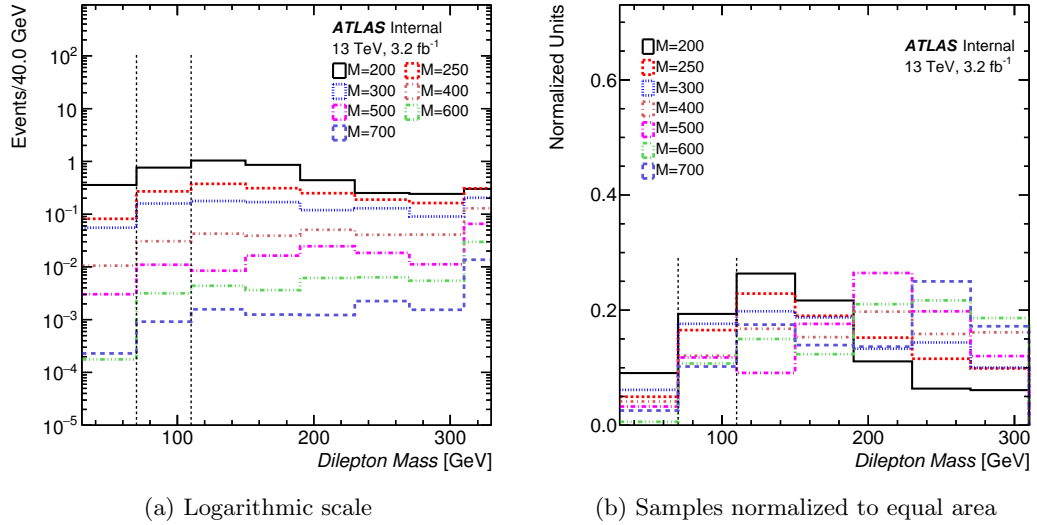 Events/40.0 GeV
ATLAS Internal
13 TeV, 3.2 fb⁻¹
M=200 M=250
M=300 M=400
M=500 M=600
M=700
10²
10
1
10⁻¹
10⁻²
10⁻³
10⁻⁴
10⁻⁵
100 200 300
Dilepton Mass [GeV]
(a) Logarithmic scale
Normalized Units
ATLAS Internal
13 TeV, 3.2 fb⁻¹
M=200
M=250
M=300
M=400
M=500
M=600
M=700
0.6
0.4
0.2
0.0
100 200 300
Dilepton Mass [GeV]
(b) Samples normalized to equal area